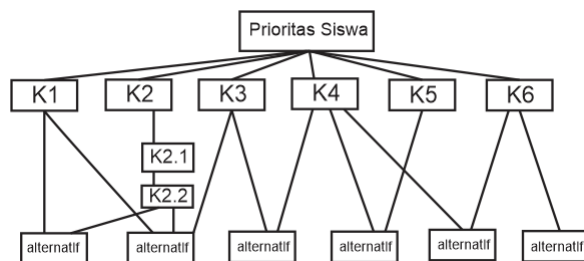 Prioritas Siswa
K1 K2 K3 K4 K5 K6
K2.1
K2.2
alternatif alternatif alternatif alternatif alternatif alternatif